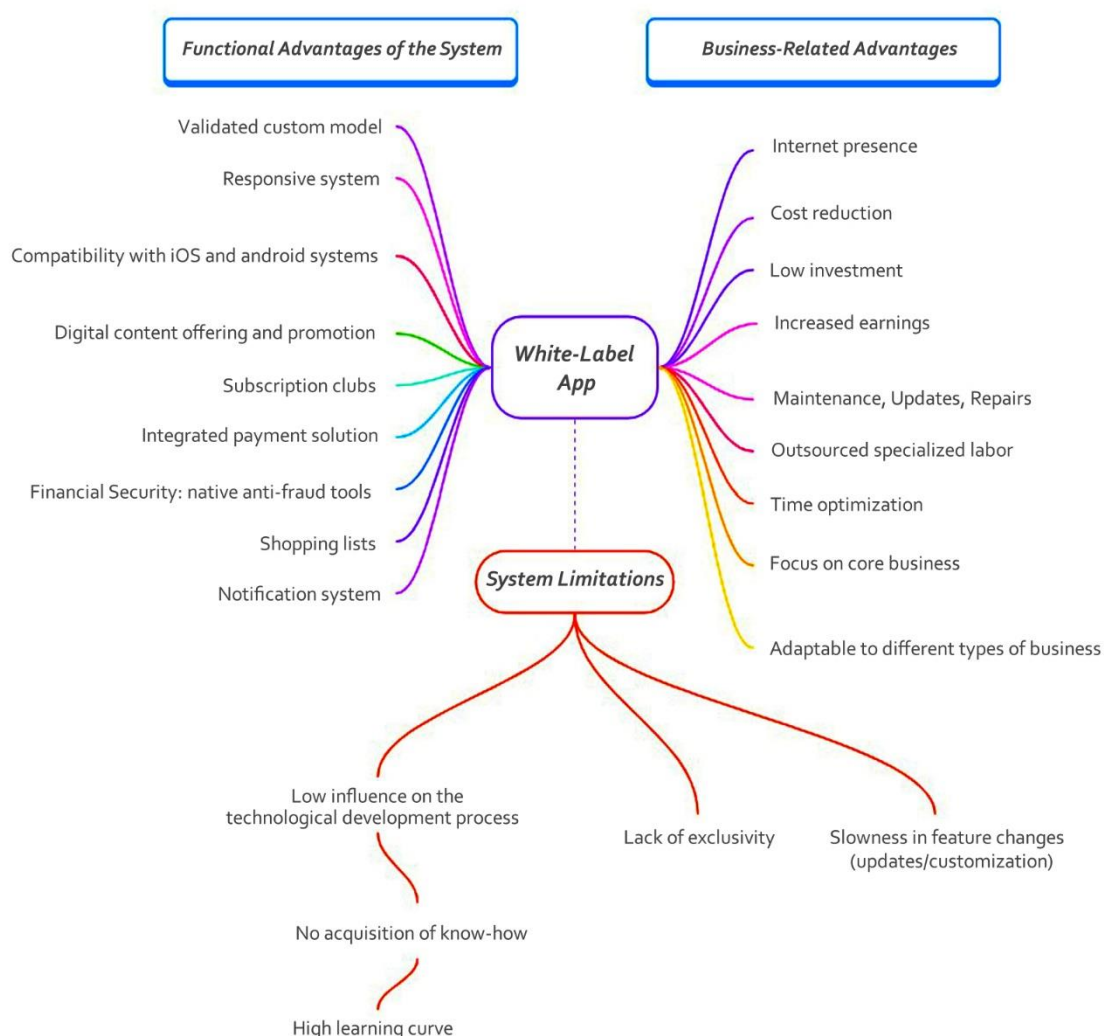 Functional Advantages of the System
Business-Related Advantages
Validated custom model
Responsive system
Compatibility with iOS and android systems
Digital content offering and promotion
Subscription clubs
Integrated payment solution
Financial Security: native anti-fraud tools
Shopping lists
Notification system
White-Label
App
Internet presence
Cost reduction
Low investment
Increased earnings
Maintenance, Updates, Repairs
Outsourced specialized labor
Time optimization
Focus on core business
Adaptable to different types of business
System Limitations
Low influence on the
technological development process
No acquisition of know-how
High learning curve
Lack of exclusivity
Slowness in feature changes
(updates/customization)